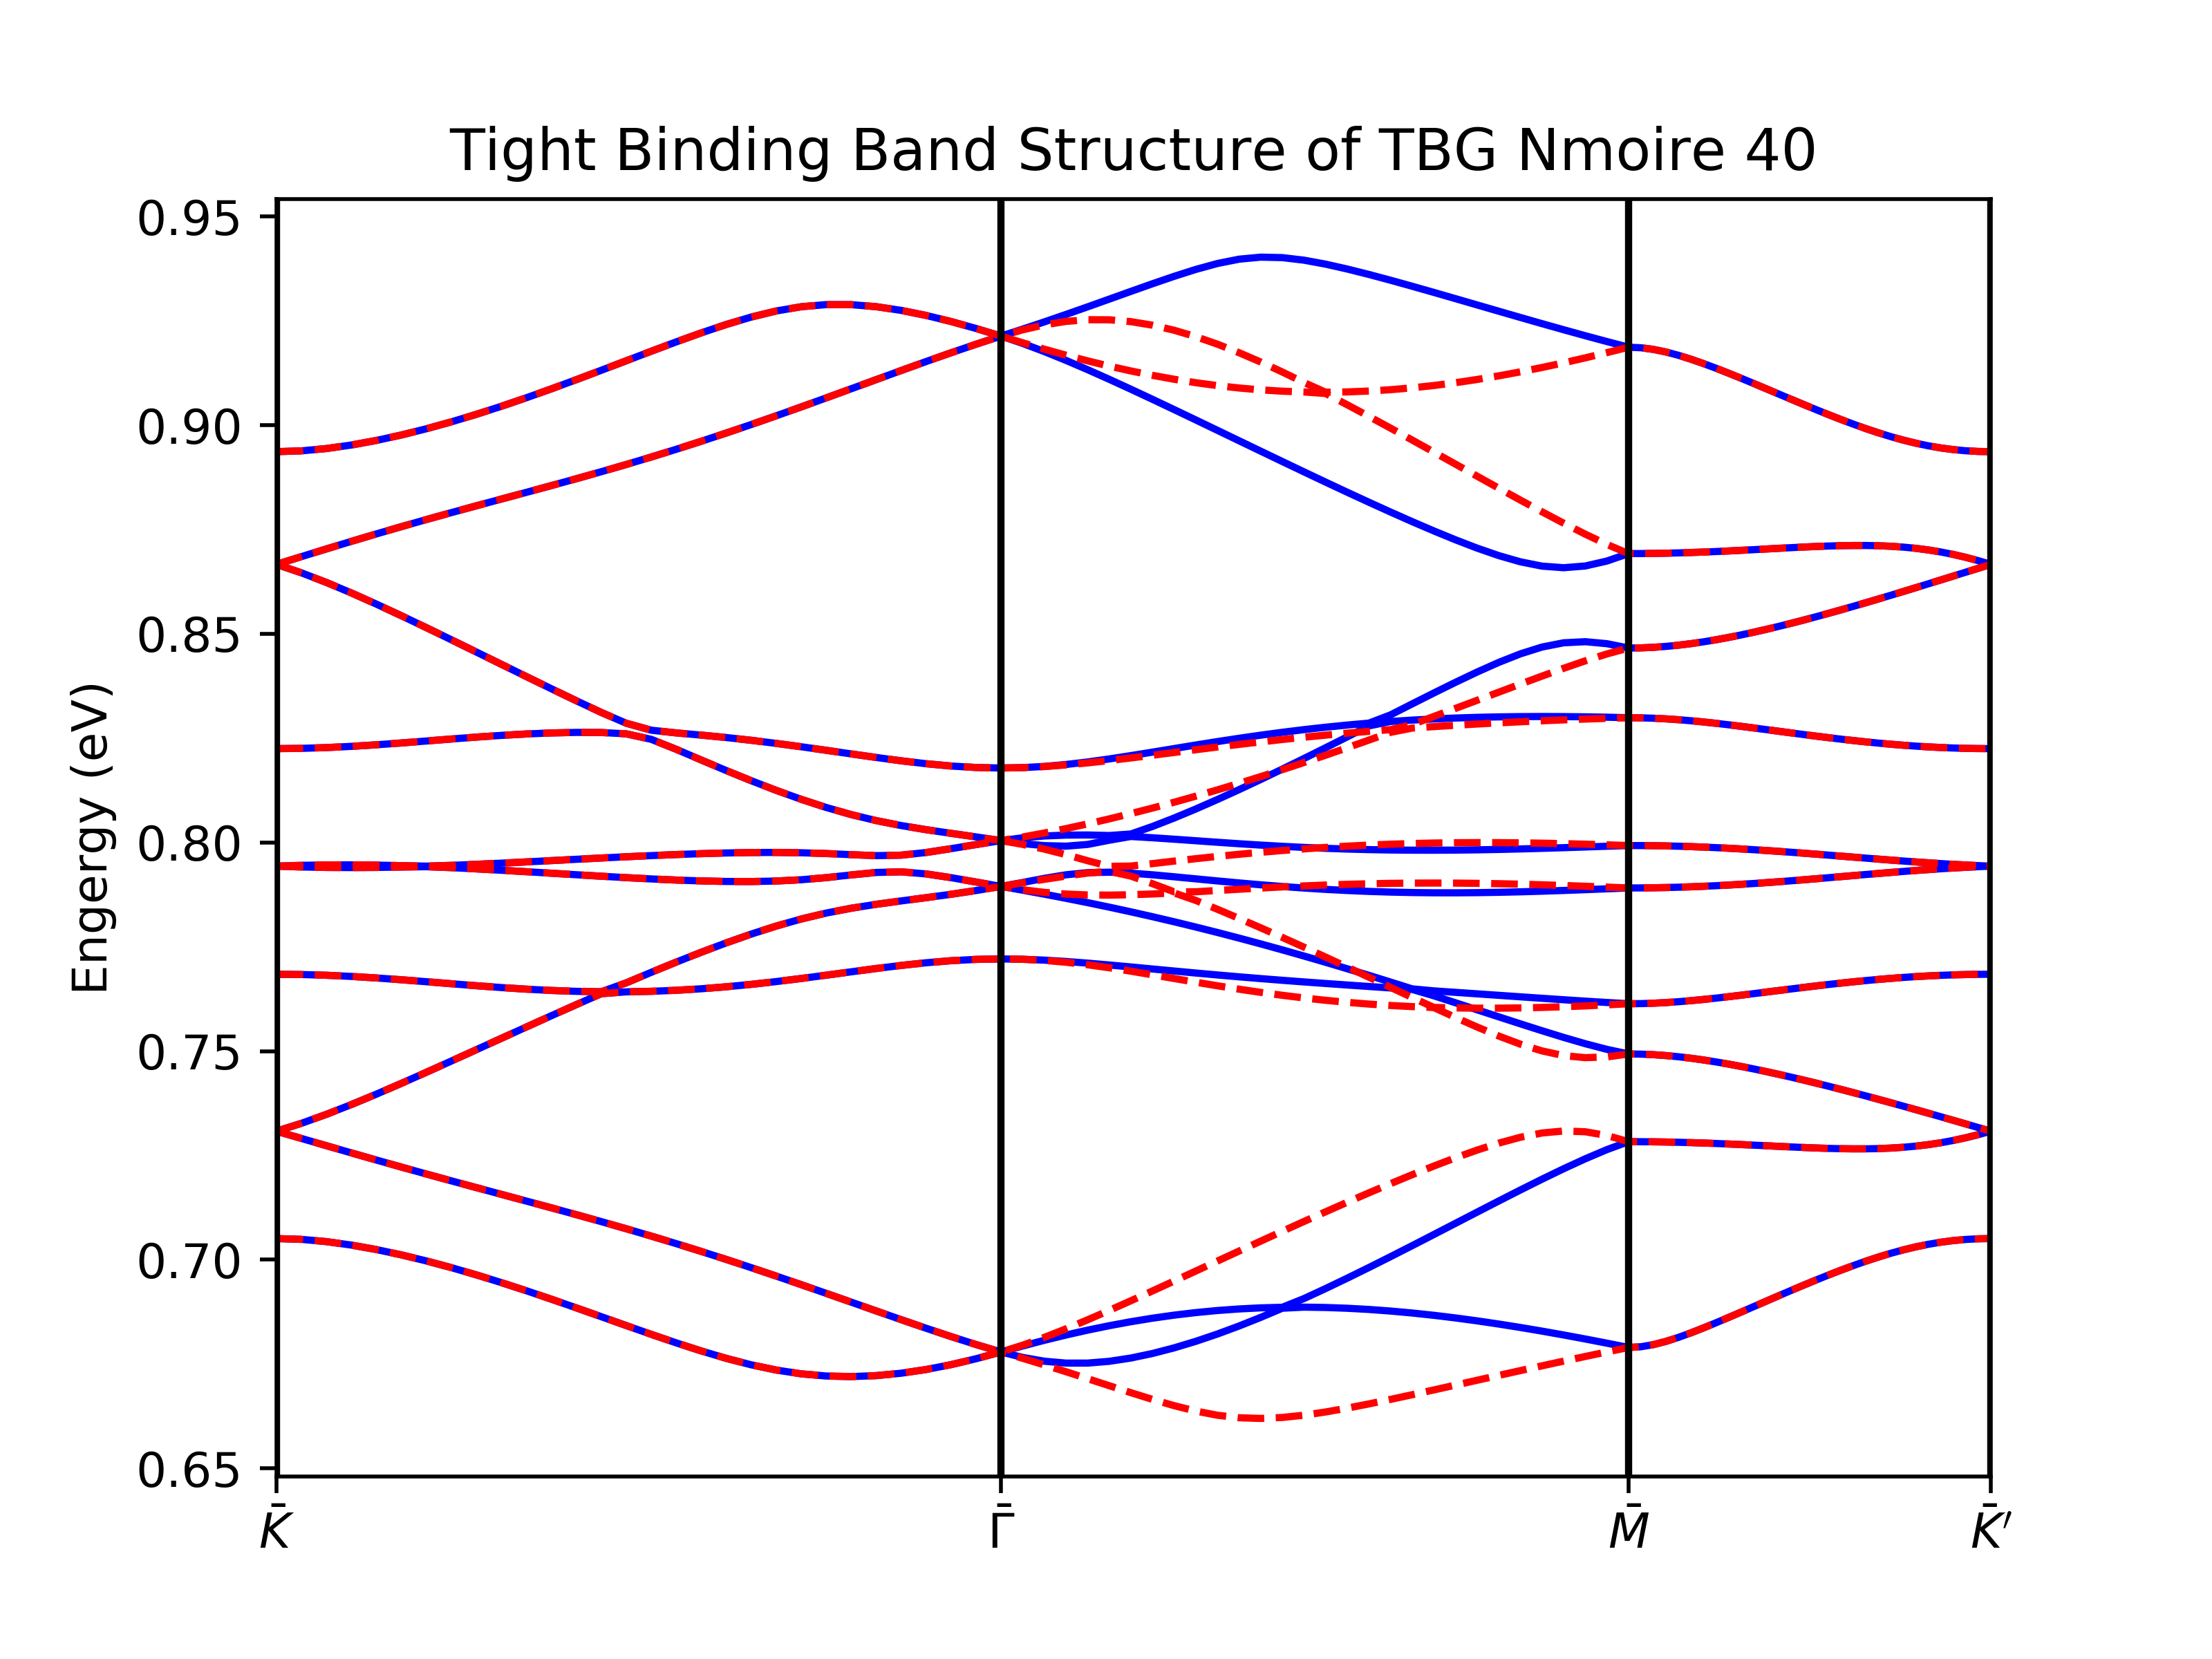 Tight Binding Band Structure of TBG Nmoire 40
Engergy (eV)
0.95
0.90
0.85
0.80
0.75
0.70
0.65
K̄ Γ̄ M̄ K̄′